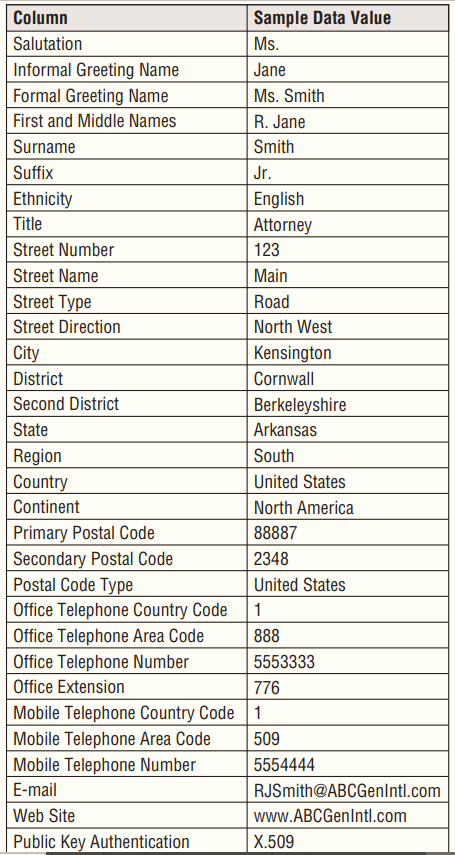 Column Sample Data Value
Salutation Ms.
Informal Greeting Name Jane
Formal Greeting Name Ms. Smith
First and Middle Names R. Jane
Surname Smith
Suffix Jr.
Ethnicity English
Title Attorney
Street Number 123
Street Name Main
Street Type Road
Street Direction North West
City Kensington
District Cornwall
Second District Berkeleyshire
State Arkansas
Region South
Country United States
Continent North America
Primary Postal Code 88887
Secondary Postal Code 2348
Postal Code Type United States
Office Telephone Country Code 1
Office Telephone Area Code 888
Office Telephone Number 5553333
Office Extension 776
Mobile Telephone Country Code 1
Mobile Telephone Area Code 509
Mobile Telephone Number 5554444
E-mail RJSmith@ABCGenIntl.com
Web Site www.ABCGenIntl.com
Public Key Authentication X.509